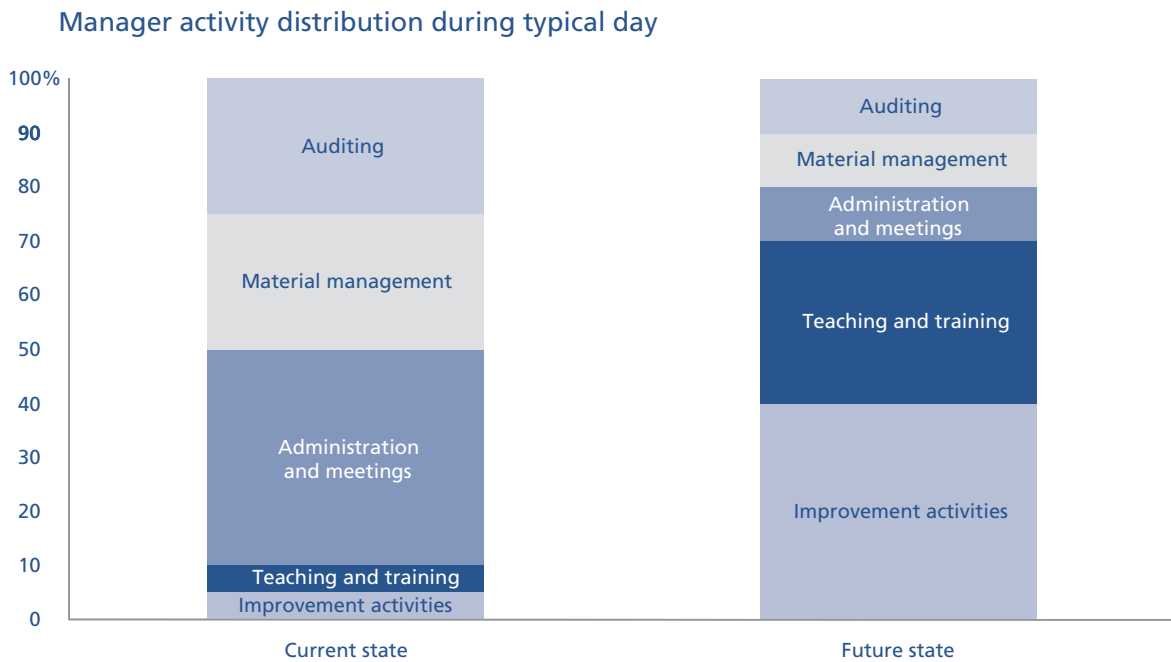 Manager activity distribution during typical day
100%
90
80
70
60
50
40
30
20
10
0
Auditing
Material management
Administration
and meetings
Teaching and training
Improvement activities
Current state
Auditing
Material management
Administration
and meetings
Teaching and training
Improvement activities
Future state